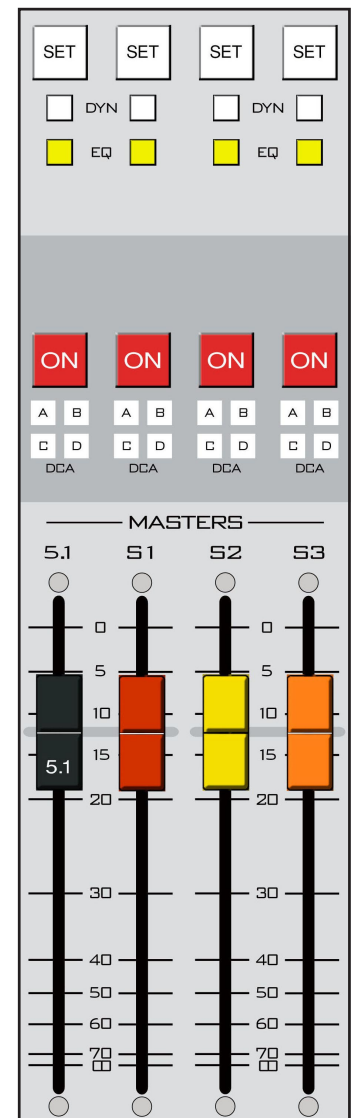 SET SET SET SET
DYN DYN
EQ EQ
ON ON ON ON
A B A B A B A B
C D C D C D C D
DCA DCA DCA DCA
MASTERS
5.1 S1 S2 S3
0 0
5 5
10 10
5.1 15 15
20 20
30 30
40 40
50 50
60 60
70 70